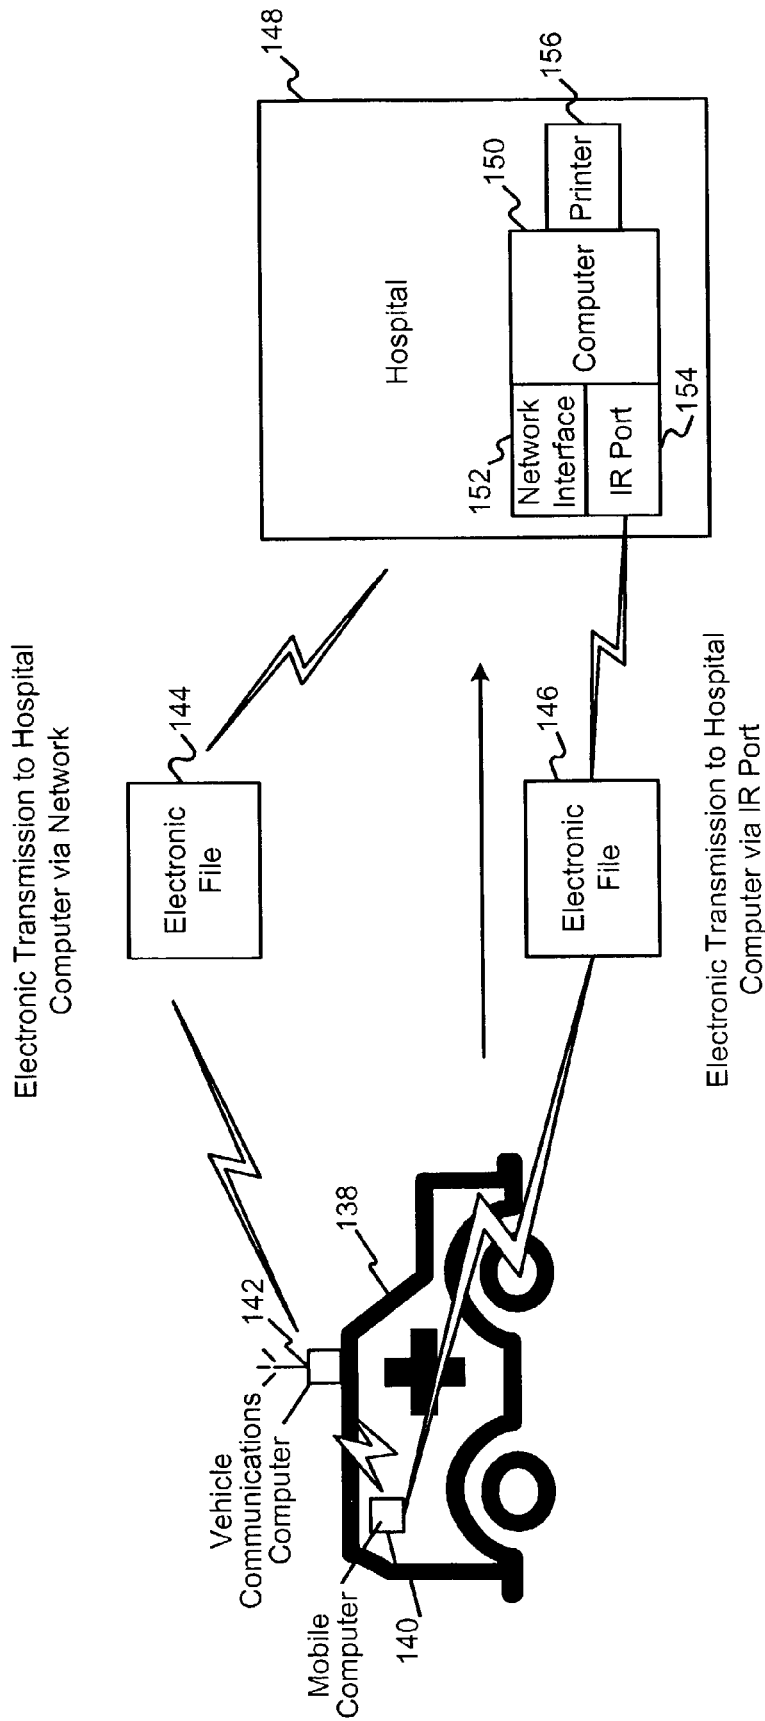 Electronic Transmission to Hospital
Computer via Network
Electronic
File
144
148
Hospital
150
156
Printer
Computer
152
Network
Interface
IR Port
154
Vehicle
Communications
Computer
142
138
Mobile
Computer
140
146
Electronic
File
Electronic Transmission to Hospital
Computer via IR Port